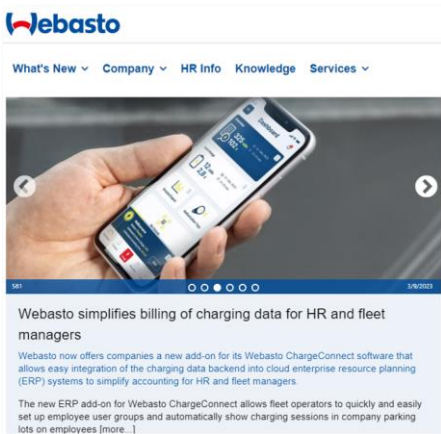 Webasto
What's New Company HR Info Knowledge Services
Dashboard
581
3/9/2023
Webasto simplifies billing of charging data for HR and fleet
managers
Webasto now offers companies a new add-on for its Webasto ChargeConnect software that
allows easy integration of the charging data backend into cloud enterprise resource planning
(ERP) systems to simplify accounting for HR and fleet managers.
The new ERP add-on for Webasto ChargeConnect allows fleet operators to quickly and easily
set up employee user groups and automatically show charging sessions in company parking
lots on employees [more...]